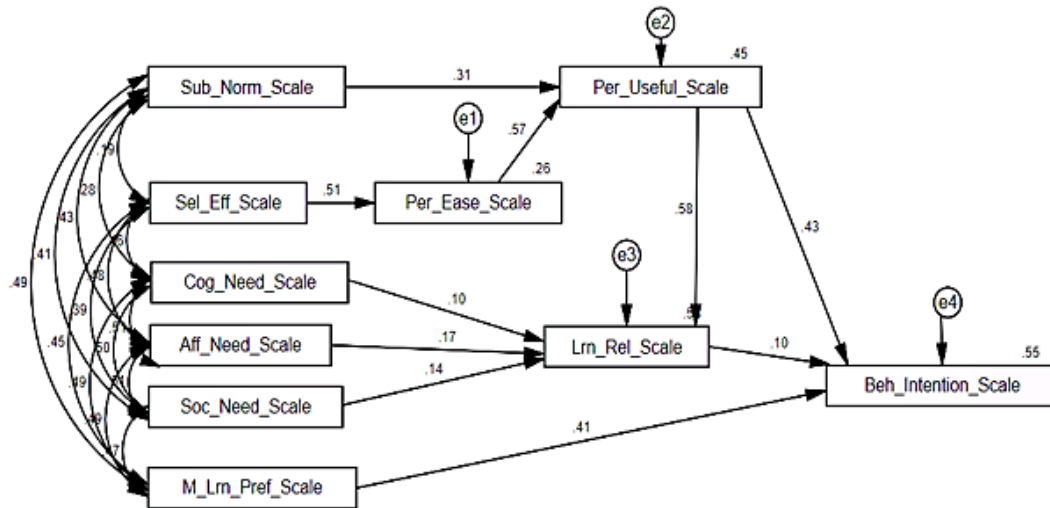 e2
.45
Sub_Norm_Scale
.31
Per_Useful_Scale
e1
.57
.19
.26
.28
Sel_Eff_Scale
.51
Per_Ease_Scale
.43
.58
.43
.41
e3
.49
Cog_Need_Scale
e4
.39
.10
.45
.50
Aff_Need_Scale
.17
Lrn_Rel_Scale
.10
.55
.14
Beh_Intention_Scale
.49
Soc_Need_Scale
.41
M_Lrn_Pref_Scale